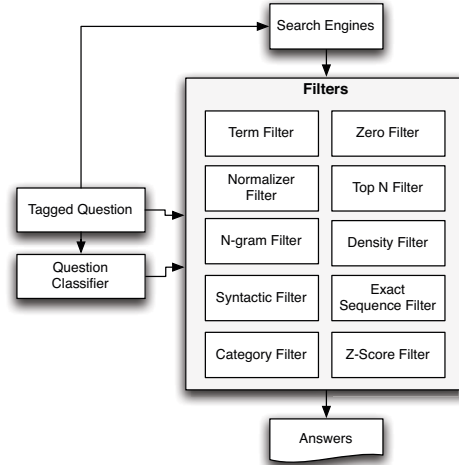 Search Engines
Filters
Term Filter
Zero Filter
Normalizer
Filter
Top N Filter
Tagged Question
N-gram Filter
Density Filter
Question
Classifier
Syntactic Filter
Exact
Sequence Filter
Category Filter
Z-Score Filter
Answers